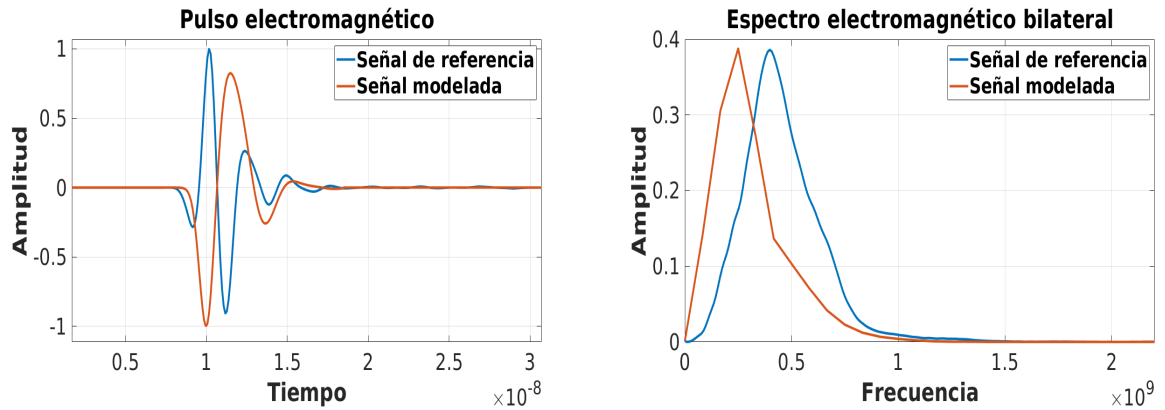 Pulso electromagnético
Señal de referencia
Señal modelada
Amplitud
1
0.5
0
-0.5
-1
0.5
1
1.5
2
2.5
3
Tiempo
×10-8
Espectro electromagnético bilateral
Señal de referencia
Señal modelada
Amplitud
0.4
0.3
0.2
0.1
0
0
0.5
1
1.5
2
Frecuencia
×109